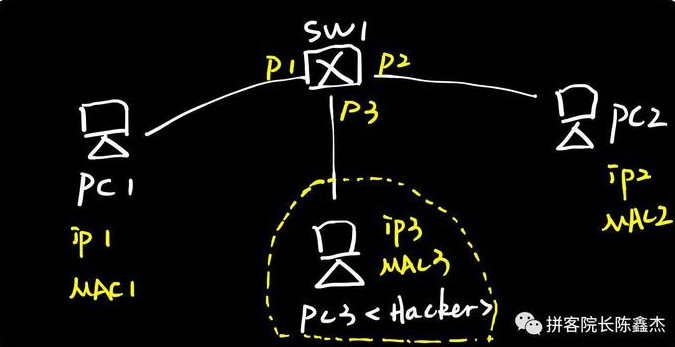 SW1
P1
P2
P3
PC1
ip1
MAC1
PC2
ip2
MAC2
ip3
MAC3
PC3 <Hacker>
拼客院长陈鑫杰